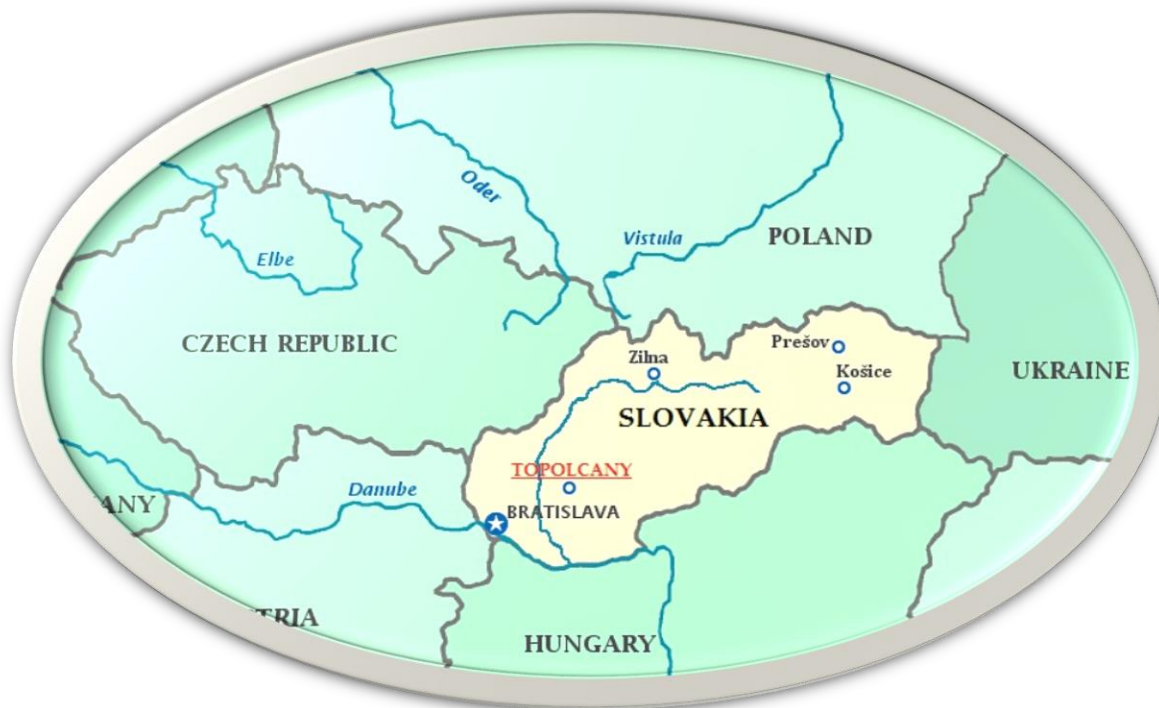 Oder
Vistula
POLAND
Elbe
CZECH REPUBLIC
Zilna
Prešov
Košice
UKRAINE
SLOVAKIA
TOPOLCANY
Danube
ANY
BRATISLAVA
TRIA
HUNGARY